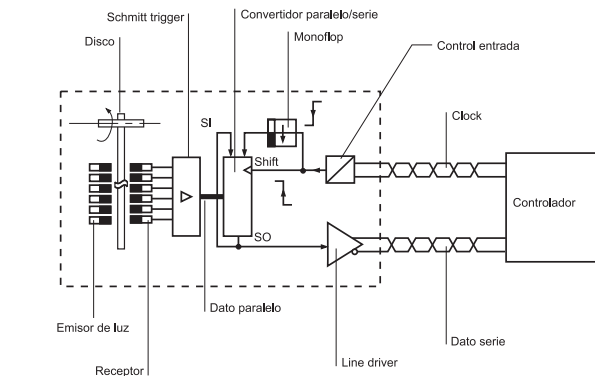 Schmitt trigger
Convertidor paralelo/serie
Disco
Monoflop
Control entrada
SI
Clock
Shift
Controlador
SO
Dato paralelo
Emisor de luz
Dato serie
Line driver
Receptor